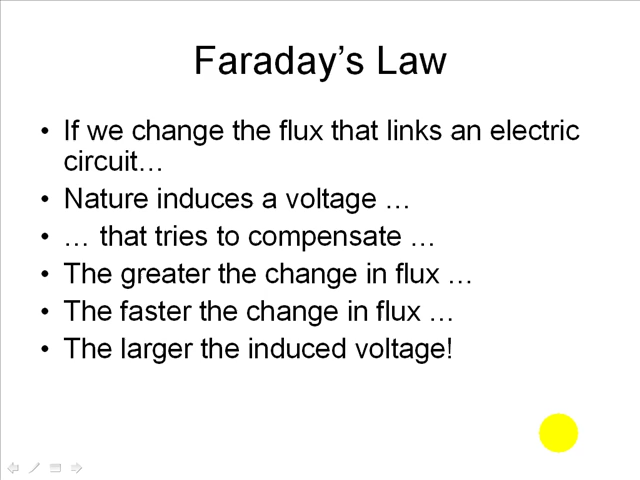 Faraday’s Law
• If we change the flux that links an electric
circuit…
• Nature induces a voltage …
• … that tries to compensate …
• The greater the change in flux …
• The faster the change in flux …
• The larger the induced voltage!